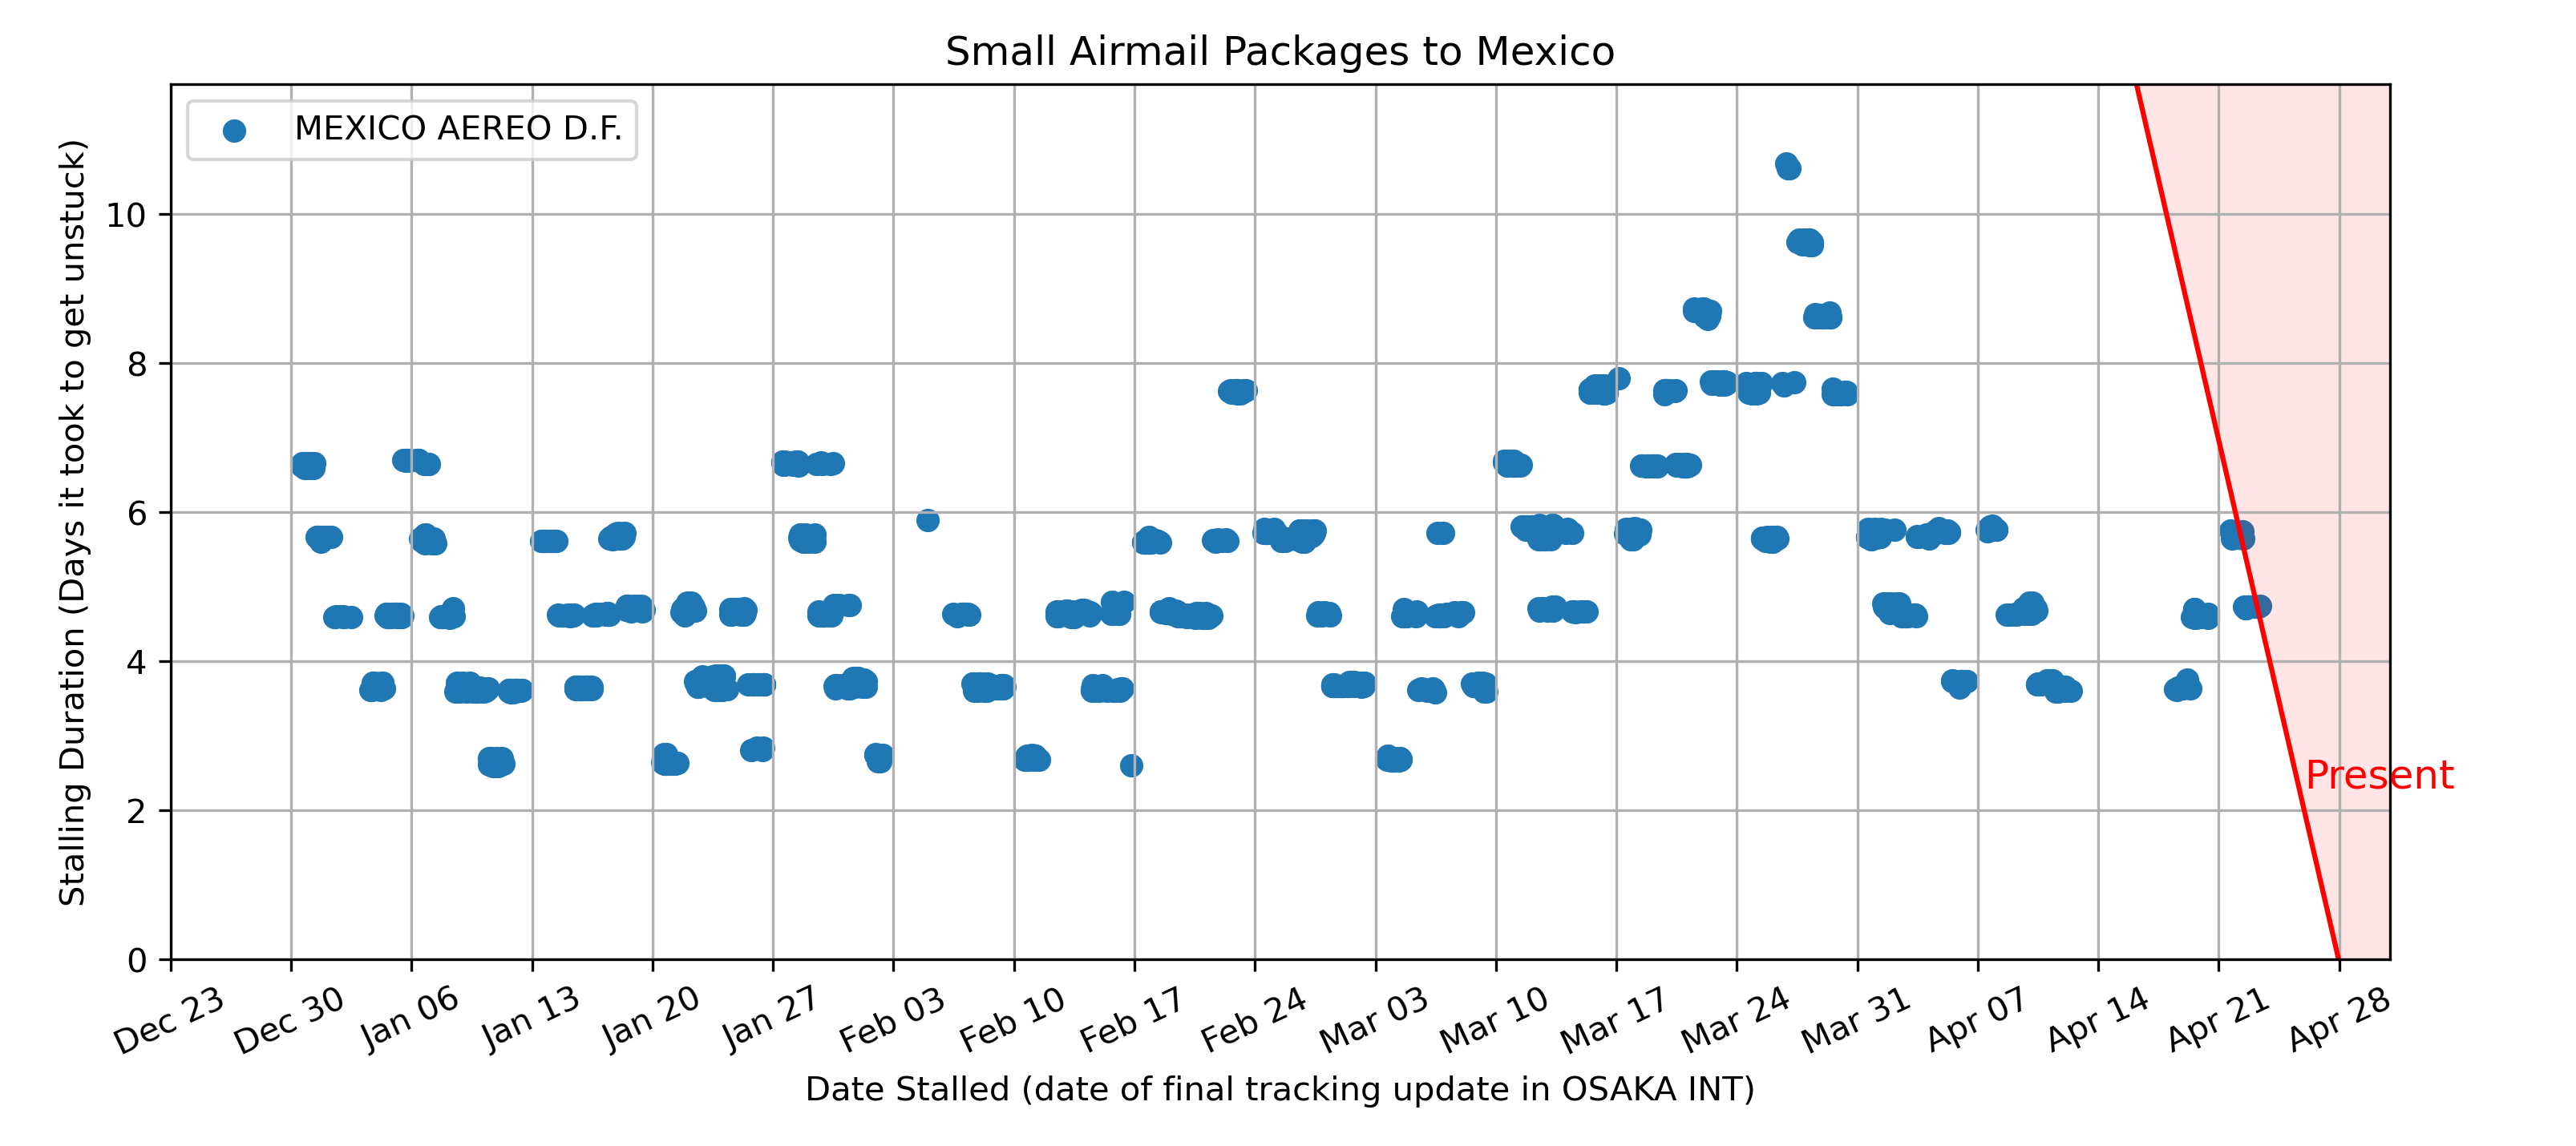 Small Airmail Packages to Mexico
MEXICO AEREO D.F.
Stalling Duration (Days it took to get unstuck)
10
8
6
4
2
0
Present
Dec 23
Dec 30
Jan 06
Jan 13
Jan 20
Jan 27
Feb 03
Feb 10
Feb 17
Feb 24
Mar 03
Mar 10
Mar 17
Mar 24
Mar 31
Apr 07
Apr 14
Apr 21
Apr 28
Date Stalled (date of final tracking update in OSAKA INT)